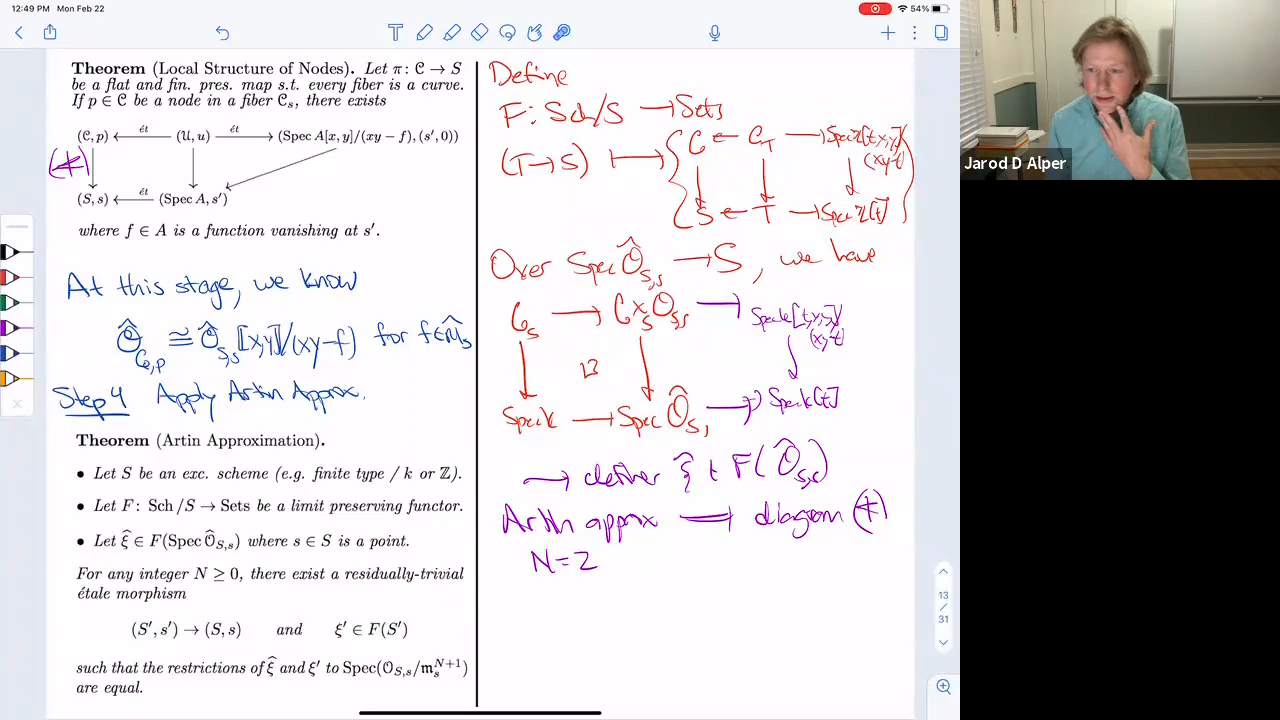 12:49 PM Mon Feb 22
54%
Theorem (Local Structure of Nodes). Let π: 𝒞 → S
be a flat and fin. pres. map s.t. every fiber is a curve.
If p ∈ 𝒞 be a node in a fiber 𝒞_s, there exists
(𝒞, p) ←ét (𝒰, u) →ét (Spec A[x, y]/(xy − f), (s′, 0))
(*)
(S, s) ←ét (Spec A, s′)
where f ∈ A is a function vanishing at s′.
At this stage, we know
Ô_{𝒞,p} ≅ Ô_{S,s}[[x,y]]/(xy−f) for f ∈ m̂_s
Step 4 Apply Artin Approx.
Theorem (Artin Approximation).
• Let S be an exc. scheme (e.g. finite type / k or ℤ).
• Let F: Sch /S → Sets be a limit preserving functor.
• Let ξ̂ ∈ F(Spec Ô_{S,s}) where s ∈ S is a point.
For any integer N ≥ 0, there exist a residually-trivial
étale morphism
(S′, s′) → (S, s) and ξ′ ∈ F(S′)
such that the restrictions of ξ̂ and ξ′ to Spec(O_{S,s}/m_s^{N+1})
are equal.
Define
F: Sch/S → Sets
(T→S) ↦ { 𝒞 ← 𝒞_T → Spec ℤ[t,x,y]/(xy−t)
S ← T → Spec ℤ[t] }
Over Spec Ô_{S,s} → S, we have
𝒞_s → 𝒞 ×_S Ô_{S,s} → Spec k[t,x,y]/(xy−t)
Spec k → Spec Ô_{S,} → Spec k[t]
→ defines ξ̂ ∈ F(Ô_{S,s})
Artin approx ⟹ diagram (*)
N=2
13
/
31
Jarod D Alper